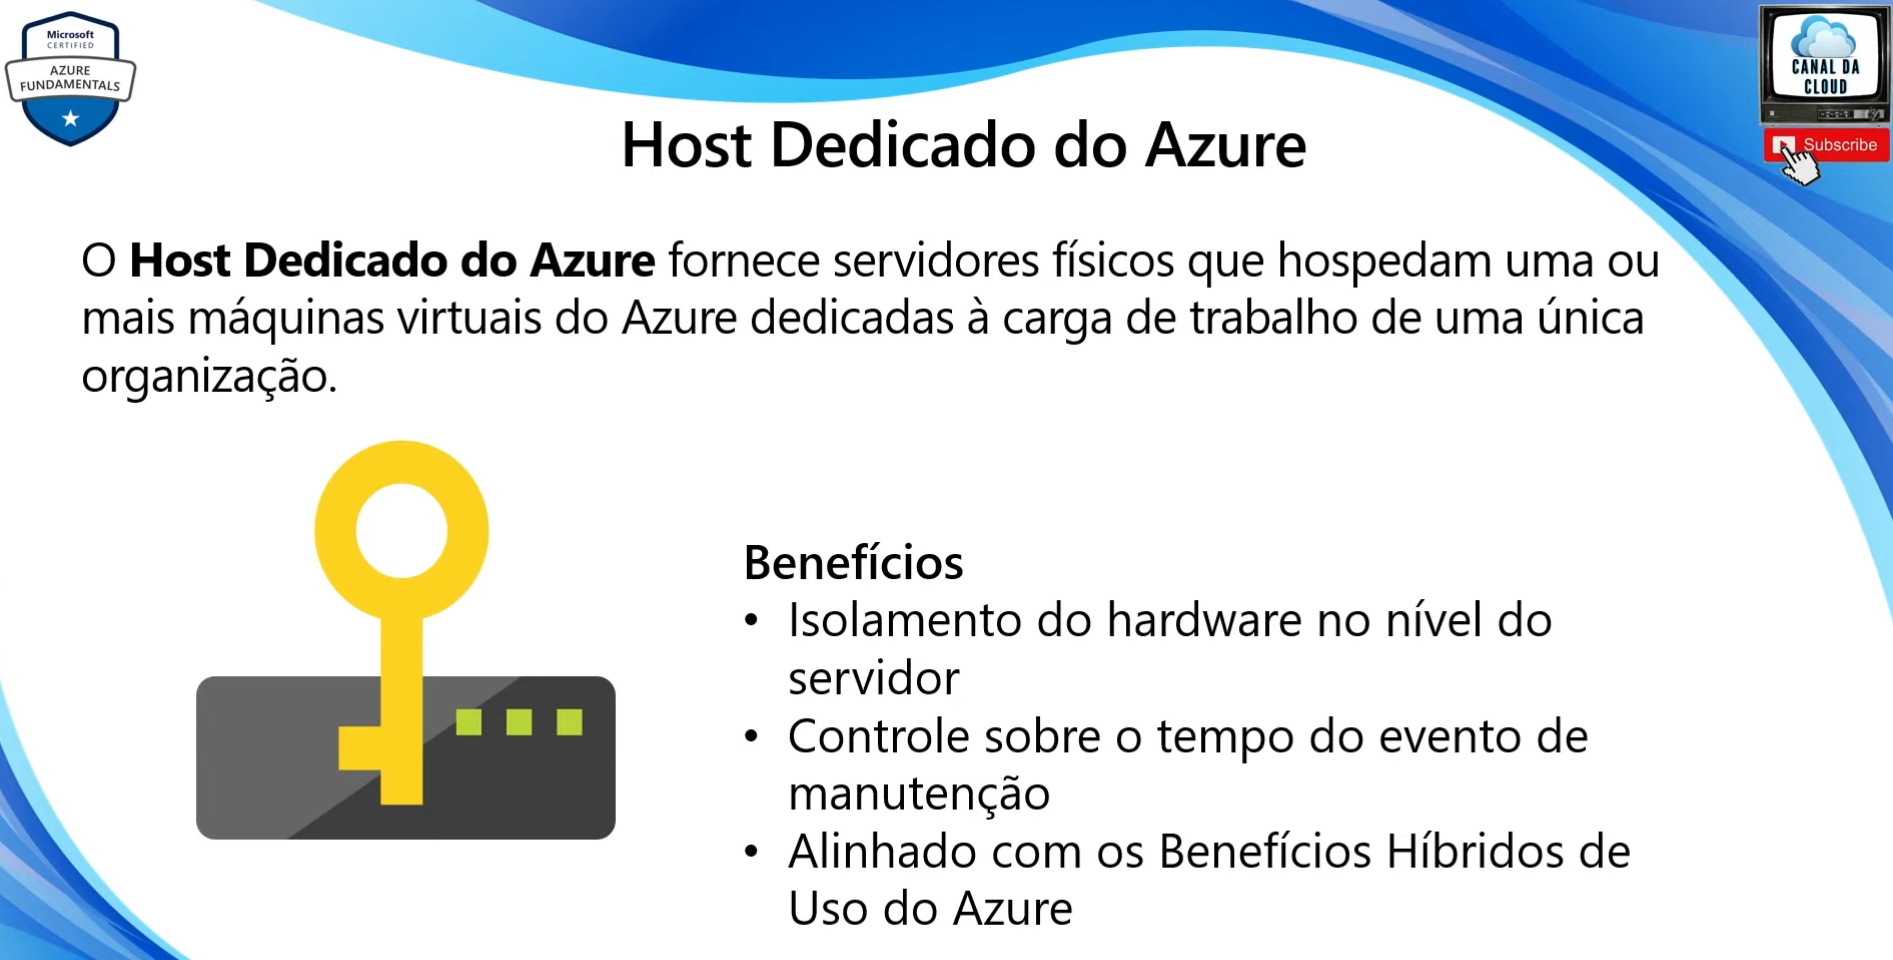 Microsoft
CERTIFIED
AZURE
FUNDAMENTALS
CANAL DA
CLOUD
Subscribe
Host Dedicado do Azure
O Host Dedicado do Azure fornece servidores físicos que hospedam uma ou
mais máquinas virtuais do Azure dedicadas à carga de trabalho de uma única
organização.
Benefícios
• Isolamento do hardware no nível do
servidor
• Controle sobre o tempo do evento de
manutenção
• Alinhado com os Benefícios Híbridos de
Uso do Azure